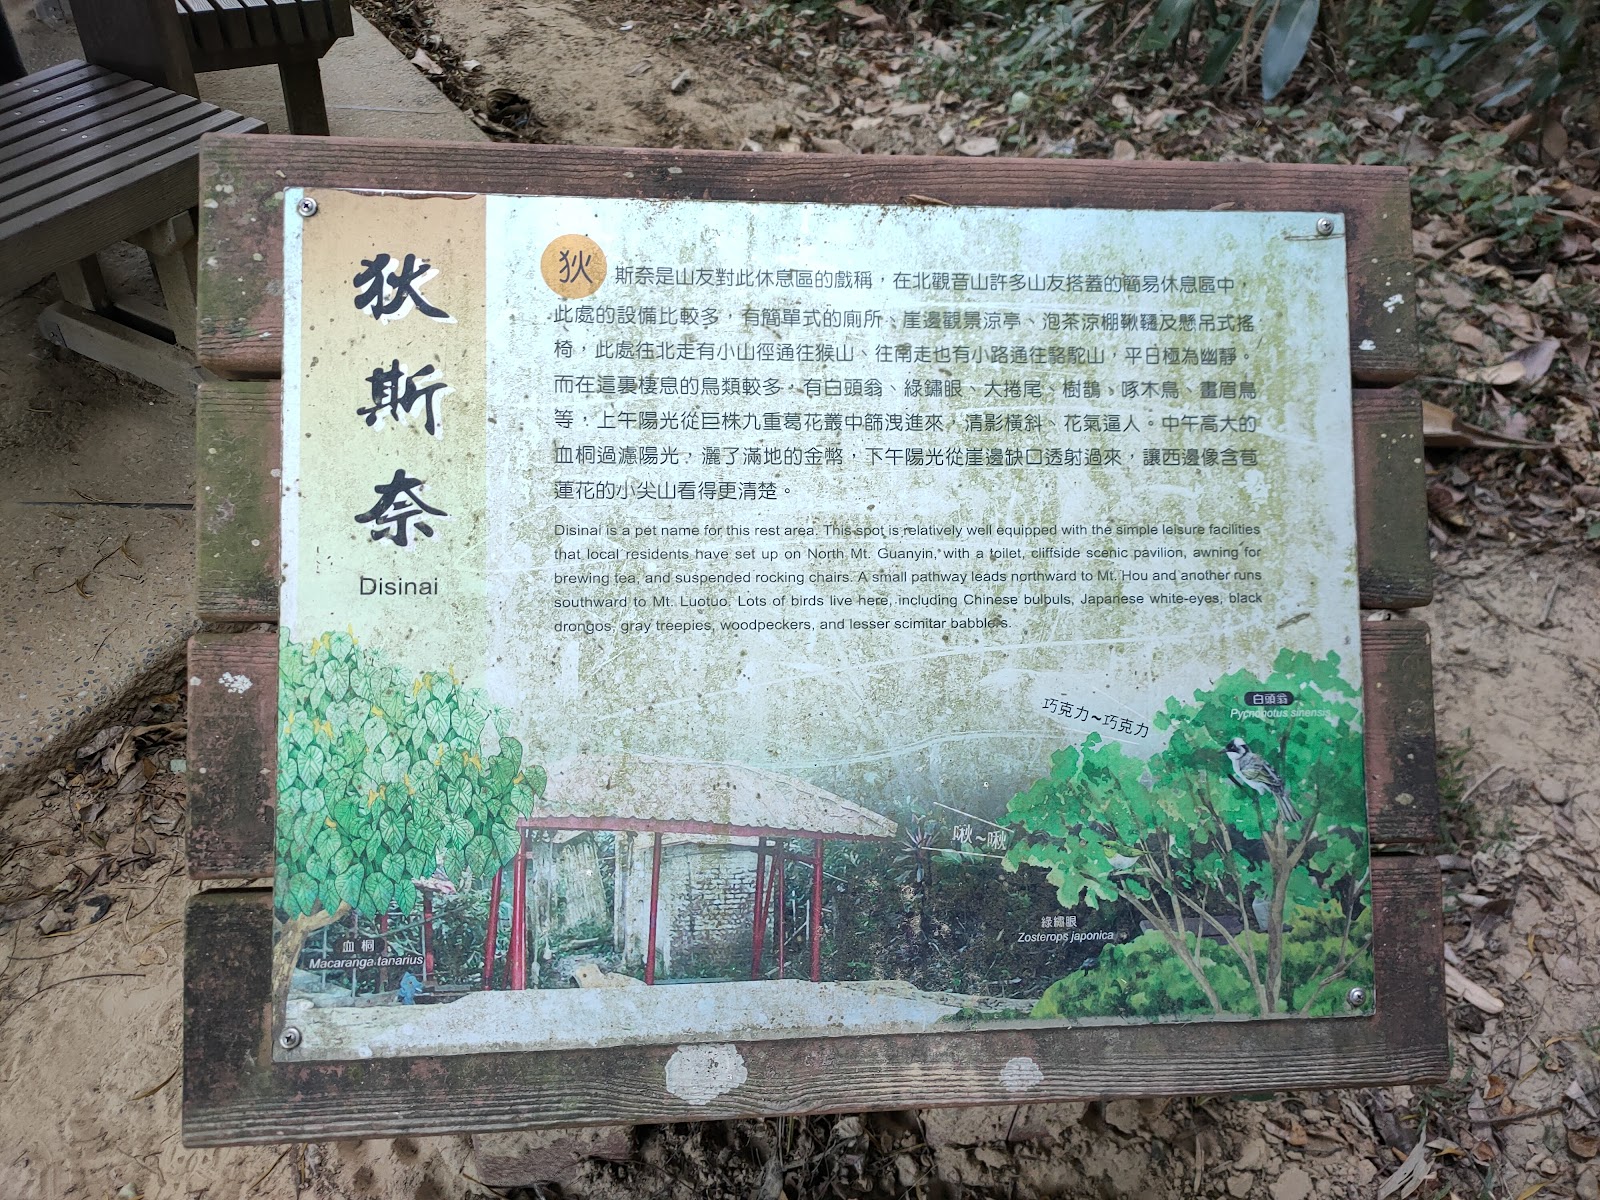 狄斯奈
Disinai
狄斯奈是山友對此休息區的戲稱,在北觀音山許多山友搭蓋的簡易休息區中,
此處的設備比較多,有簡單式的廁所、崖邊觀景涼亭、泡茶涼棚鞦韆及懸吊式搖
椅,此處往北走有小山徑通往猴山、往南走也有小路通往駱駝山,平日極為幽靜。
而在這裏棲息的鳥類較多,有白頭翁、綠鏽眼、大捲尾、樹鵲、啄木鳥、畫眉鳥
等,上午陽光從巨株九重葛花叢中篩洩進來,清影橫斜、花氣逼人。中午高大的
血桐過濾陽光,灑了滿地的金幣,下午陽光從崖邊缺口透射過來,讓西邊像含苞
蓮花的小尖山看得更清楚。
Disinai is a pet name for this rest area. This spot is relatively well equipped with the simple leisure facilities
that local residents have set up on North Mt. Guanyin, with a toilet, cliffside scenic pavilion, awning for
brewing tea, and suspended rocking chairs. A small pathway leads northward to Mt. Hou and another runs
southward to Mt. Luotuo. Lots of birds live here, including Chinese bulbuls, Japanese white-eyes, black
drongos, gray treepies, woodpeckers, and lesser scimitar babblers.
白頭翁
Pycnonotus sinensis
巧克力~巧克力
啾~啾
綠鏽眼
Zosterops japonica
血桐
Macaranga tanarius